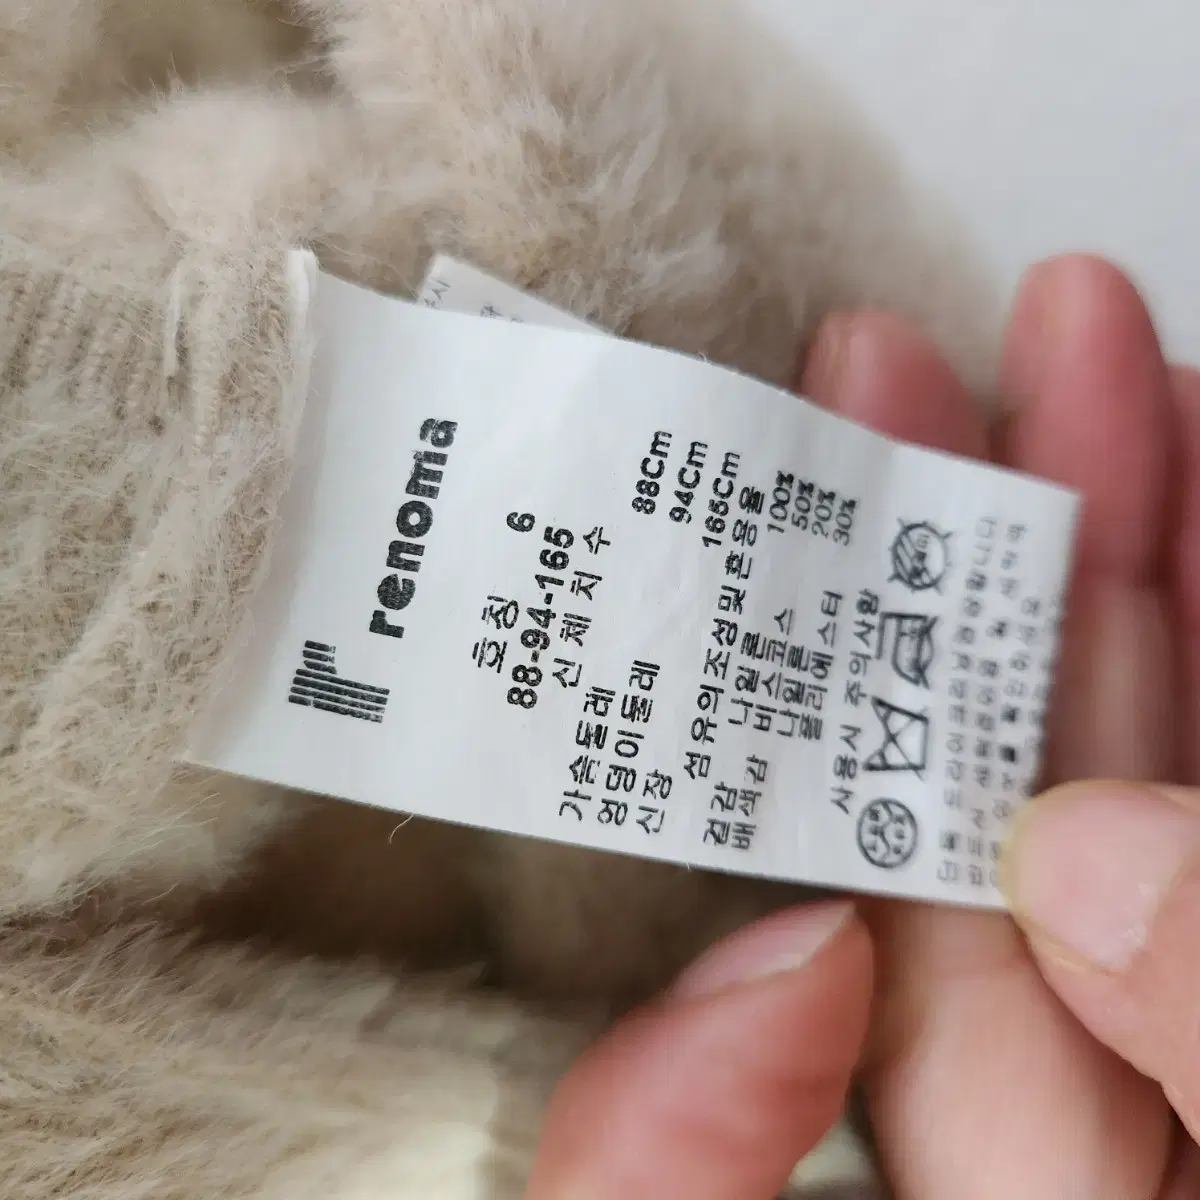 renoma
호칭 6
88-94-165
신체치수
가슴둘레 88Cm
엉덩이둘레 94Cm
신장 165Cm
섬유의조성및혼용율
겉감 나일론 100%
배색감 비스코스 50%
나일론 20%
폴리에스터 30%
사용시 주의사항